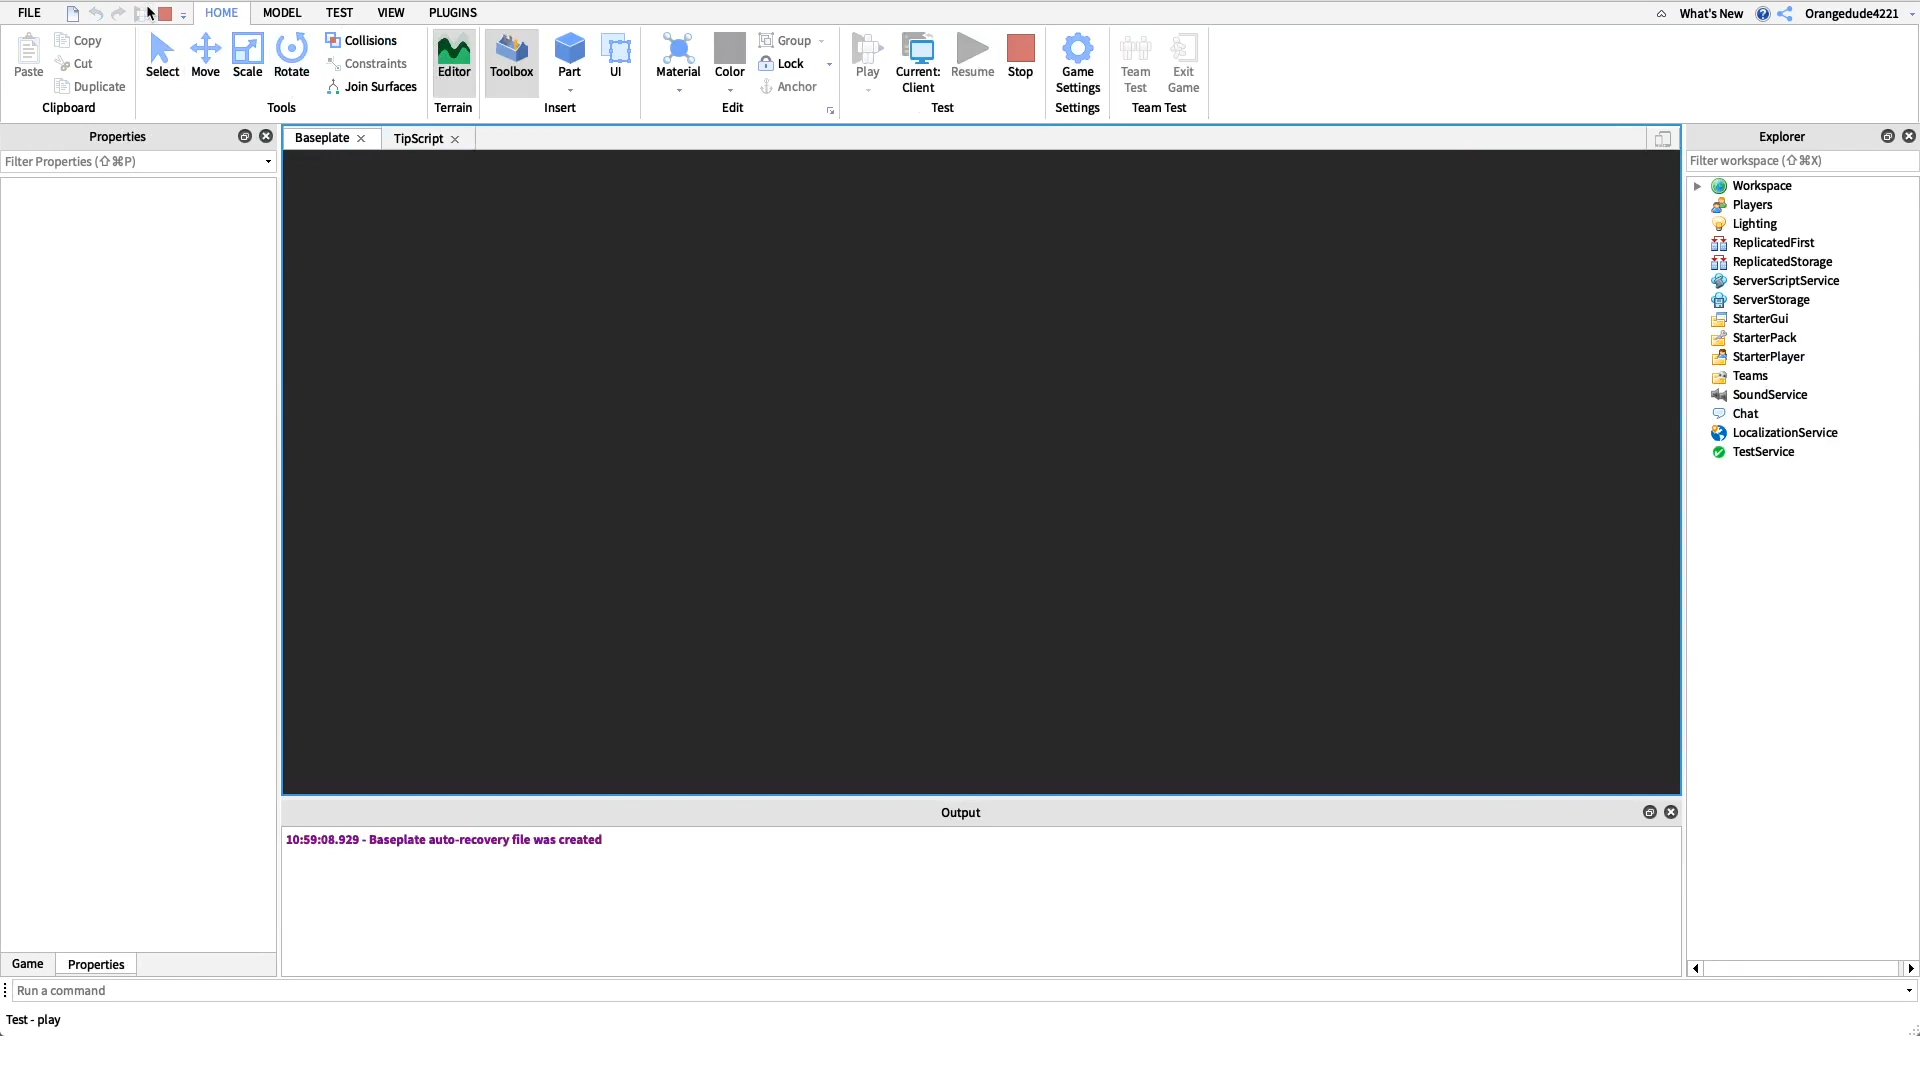 FILE
HOME
MODEL
TEST
VIEW
PLUGINS
What's New
Orangedude4221
Paste
Copy
Cut
Duplicate
Clipboard
Select
Move
Scale
Rotate
Collisions
Constraints
Join Surfaces
Tools
Editor
Terrain
Toolbox
Part
UI
Insert
Material
Color
Group
Lock
Anchor
Edit
Play
Current:
Client
Resume
Stop
Test
Game
Settings
Settings
Team
Test
Exit
Game
Team Test
Properties
Filter Properties (⇧⌘P)
Game
Properties
Baseplate
TipScript
Output
10:59:08.929 - Baseplate auto-recovery file was created
Explorer
Filter workspace (⇧⌘X)
Workspace
Players
Lighting
ReplicatedFirst
ReplicatedStorage
ServerScriptService
ServerStorage
StarterGui
StarterPack
StarterPlayer
Teams
SoundService
Chat
LocalizationService
TestService
Run a command
Test - play